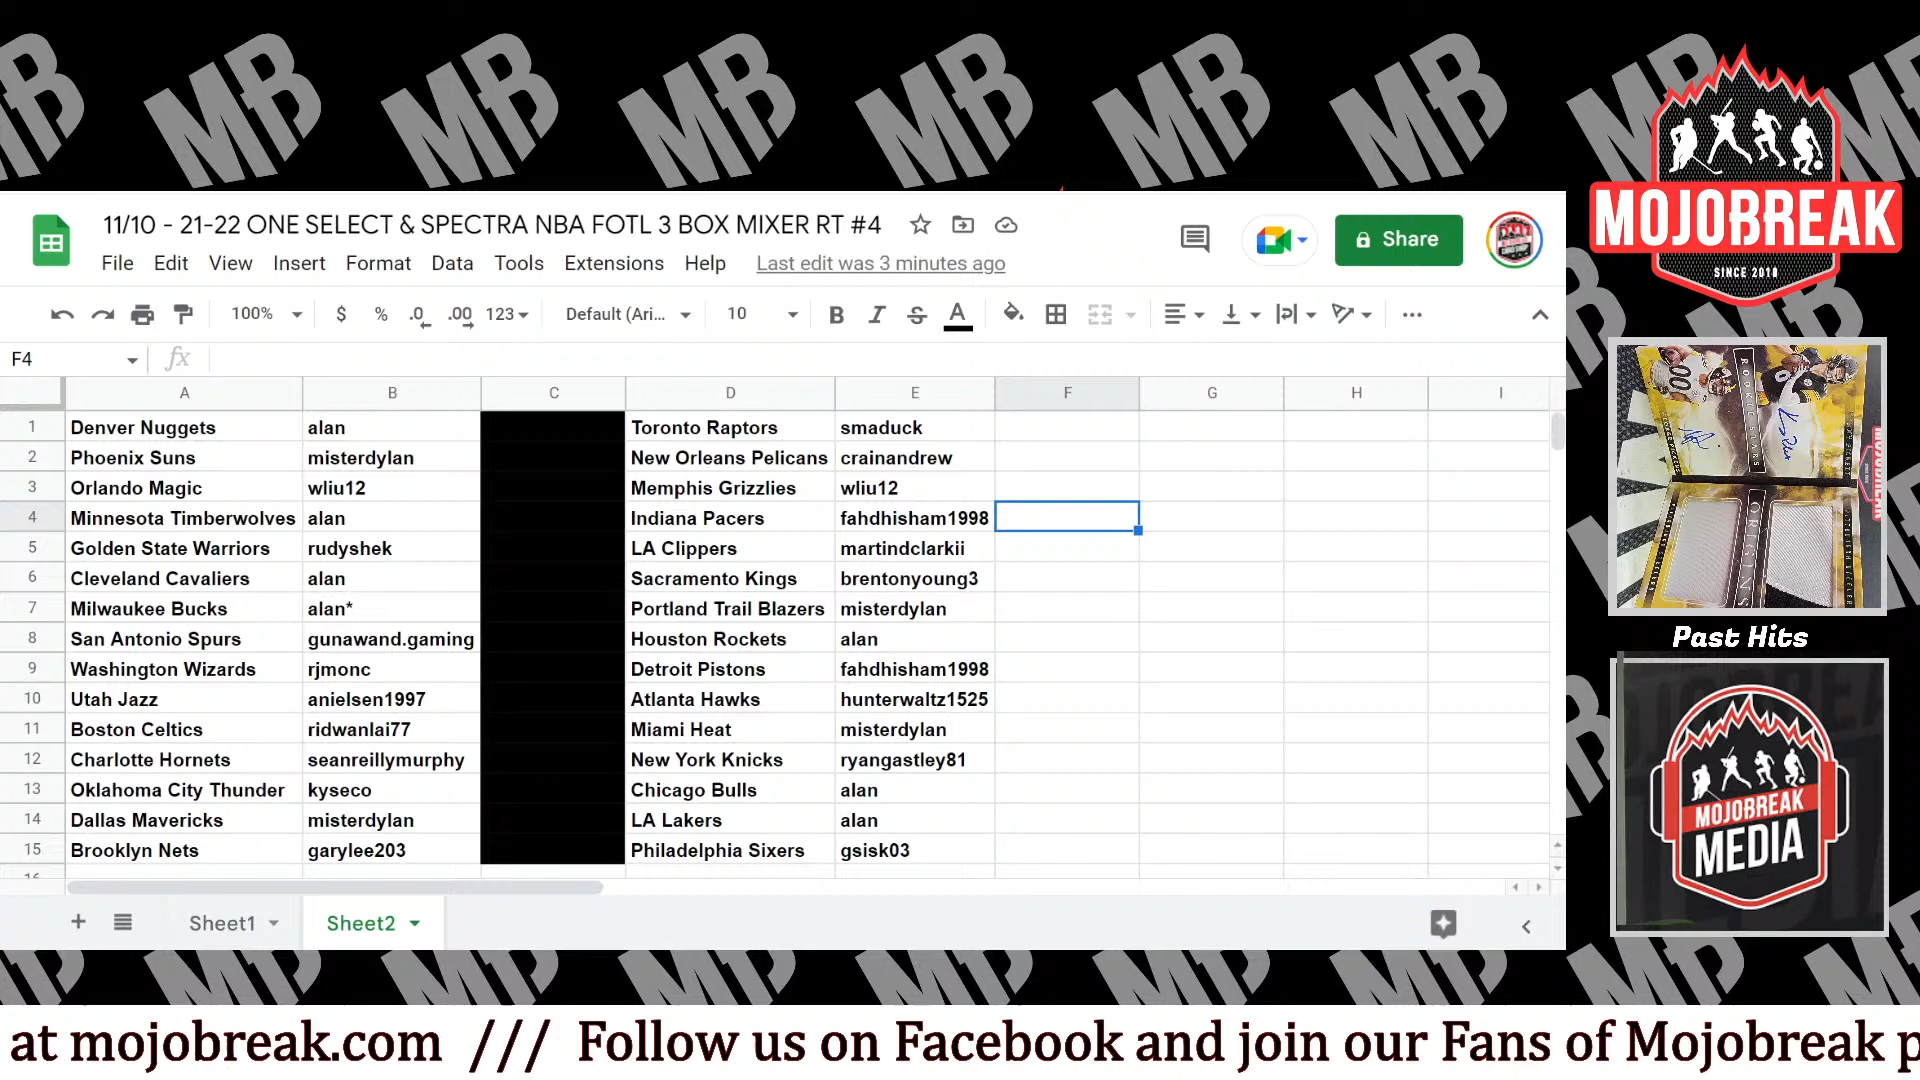 11/10 - 21-22 ONE SELECT & SPECTRA NBA FOTL 3 BOX MIXER RT #4
Share
File Edit View Insert Format Data Tools Extensions Help Last edit was 3 minutes ago
100% $ % .0 .00 123 Default (Ari... 10 B I S A
F4 fx
A B C D E F G H I
1 Denver Nuggets alan Toronto Raptors smaduck
2 Phoenix Suns misterdylan New Orleans Pelicans crainandrew
3 Orlando Magic wliu12 Memphis Grizzlies wliu12
4 Minnesota Timberwolves alan Indiana Pacers fahdhisham1998
5 Golden State Warriors rudyshek LA Clippers martindclarkii
6 Cleveland Cavaliers alan Sacramento Kings brentonyoung3
7 Milwaukee Bucks alan* Portland Trail Blazers misterdylan
8 San Antonio Spurs gunawand.gaming Houston Rockets alan
9 Washington Wizards rjmonc Detroit Pistons fahdhisham1998
10 Utah Jazz anielsen1997 Atlanta Hawks hunterwaltz1525
11 Boston Celtics ridwanlai77 Miami Heat misterdylan
12 Charlotte Hornets seanreillymurphy New York Knicks ryangastley81
13 Oklahoma City Thunder kyseco Chicago Bulls alan
14 Dallas Mavericks misterdylan LA Lakers alan
15 Brooklyn Nets garylee203 Philadelphia Sixers gsisk03
Sheet1 Sheet2
MOJOBREAK
SINCE 2010
ROOKIE STARS
ORIGINS
Past Hits
MOJOBREAK
MEDIA
at mojobreak.com /// Follow us on Facebook and join our Fans of Mojobreak p